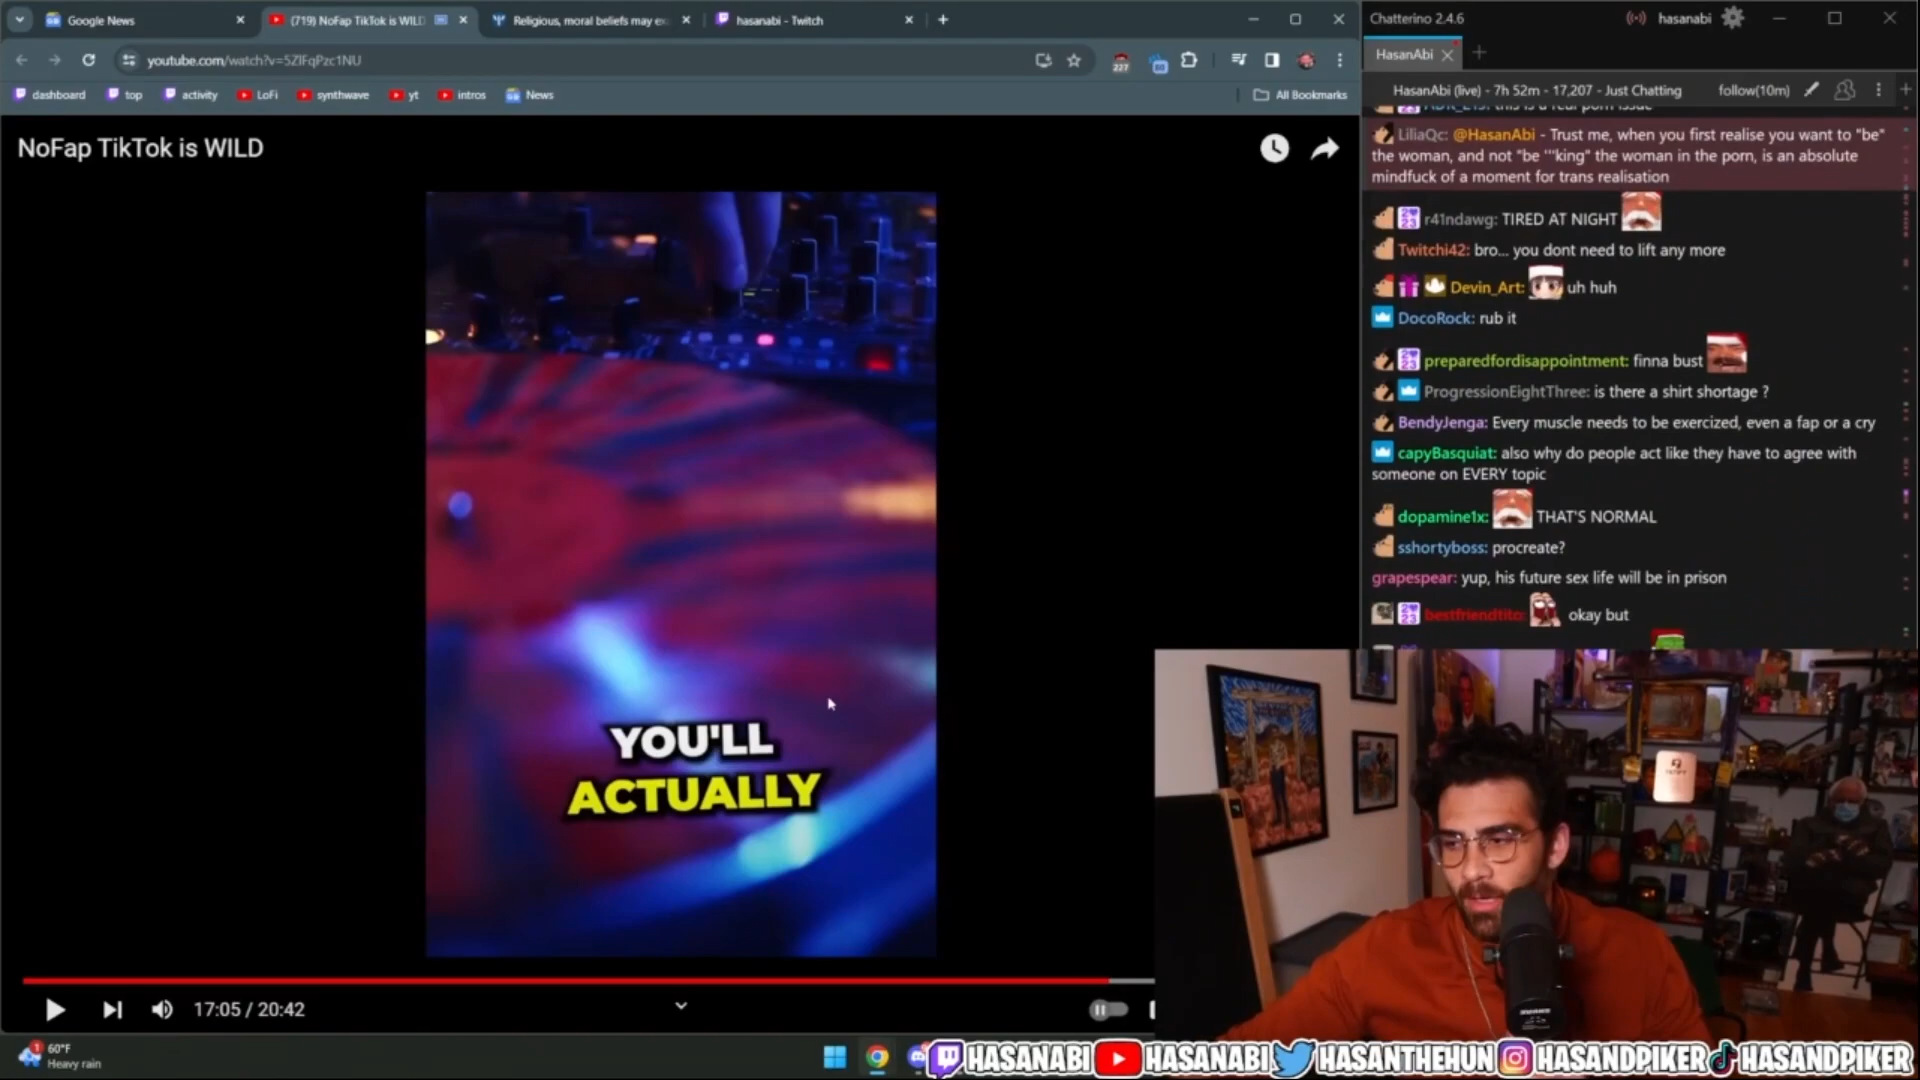 Google News
(719) NoFap TikTok is WILD
Religious, moral beliefs may ex
hasanabi - Twitch
youtube.com/watch?v=5ZlFqPzc1NU
227
dashboard
top
activity
LoFi
synthwave
yt
intros
News
All Bookmarks
NoFap TikTok is WILD
YOU'LL
ACTUALLY
17:05 / 20:42
60°F
Heavy rain
Chatterino 2.4.6
hasanabi
HasanAbi
HasanAbi (live) - 7h 52m - 17,207 - Just Chatting
follow(10m)
LiliaQc: @HasanAbi - Trust me, when you first realise you want to "be"
the woman, and not "be '''king" the woman in the porn, is an absolute
mindfuck of a moment for trans realisation
r41ndawg: TIRED AT NIGHT
Twitchi42: bro... you dont need to lift any more
Devin_Art: uh huh
DocoRock: rub it
preparedfordisappointment: finna bust
ProgressionEightThree: is there a shirt shortage ?
BendyJenga: Every muscle needs to be exercized, even a fap or a cry
capyBasquiat: also why do people act like they have to agree with
someone on EVERY topic
dopamine1x: THAT'S NORMAL
sshortyboss: procreate?
grapespear: yup, his future sex life will be in prison
bestfriendtito: okay but
HASANABI
HASANABI
HASANTHEHUN
HASANDPIKER
HASANDPIKER